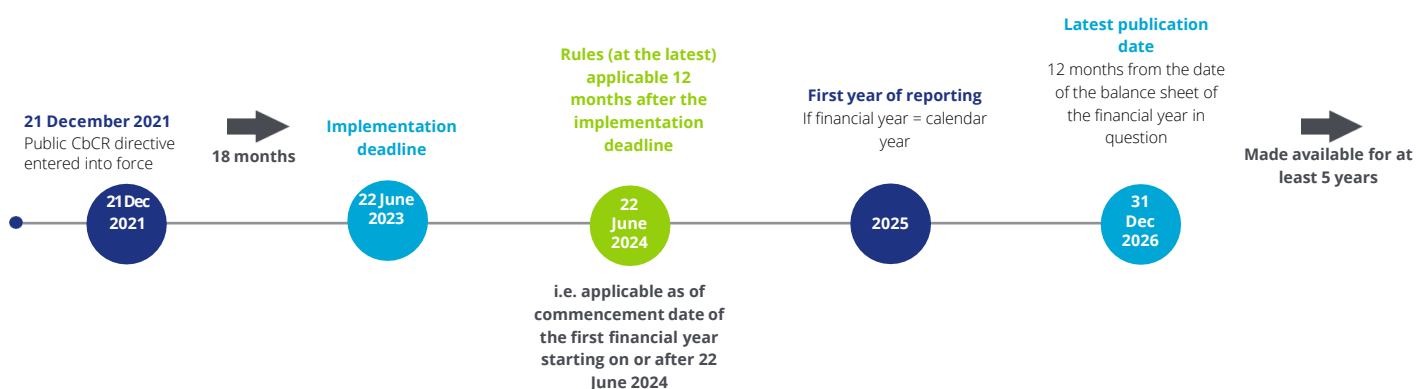 21 December 2021
Public CbCR directive
entered into force
18 months
Implementation
deadline
Rules (at the latest)
applicable 12
months after the
implementation
deadline
First year of reporting
If financial year = calendar
year
Latest publication
date
12 months from the date
of the balance sheet of
the financial year in
question
Made available for at
least 5 years
21 Dec
2021
22 June
2023
22
June
2024
2025
31
Dec
2026
i.e. applicable as of
commencement date of
the first financial year
starting on or after 22
June 2024